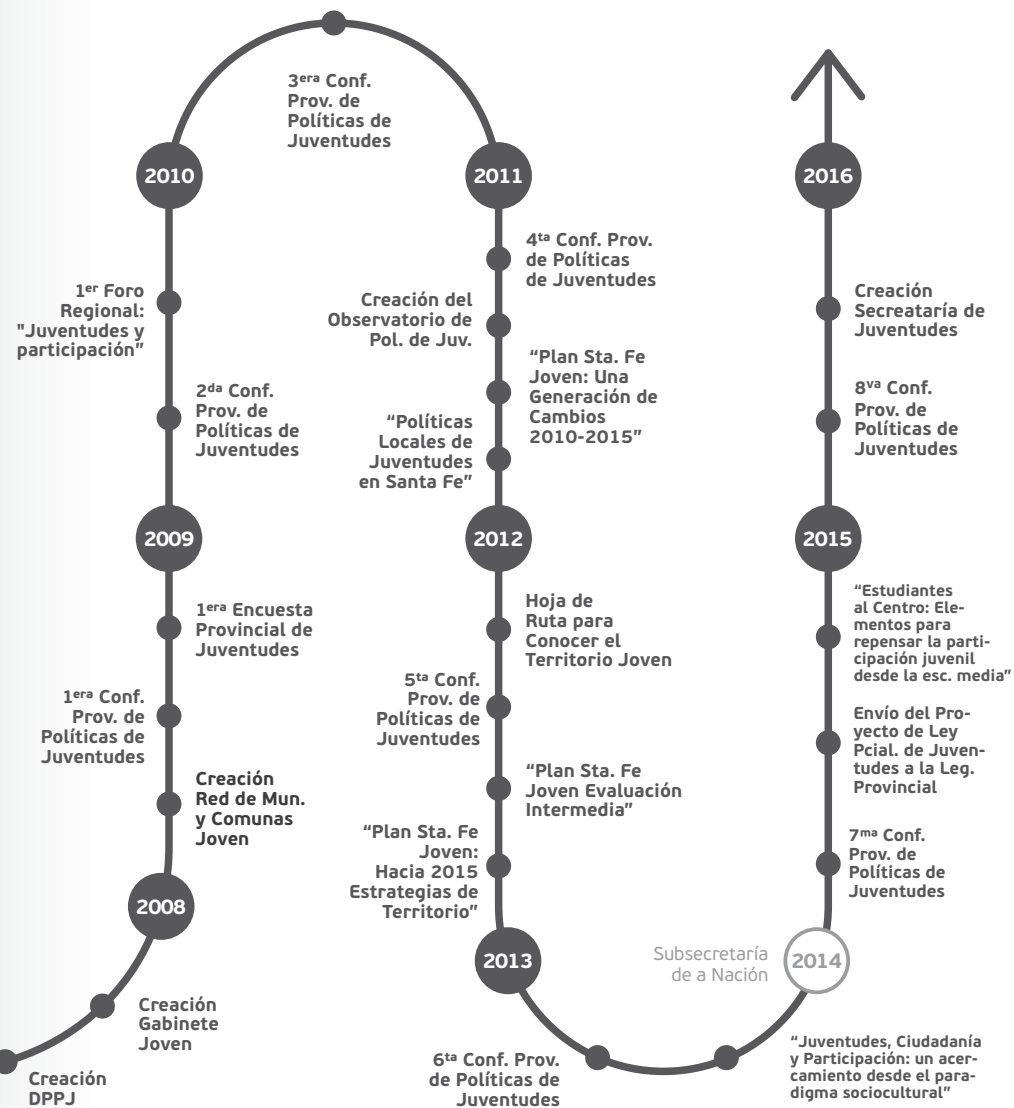 Creación
DPPJ
Creación
Gabinete
Joven
2008
Creación
Red de Mun.
y Comunas
Joven
1era Conf.
Prov. de
Políticas de
Juventudes
1era Encuesta
Provincial de
Juventudes
2009
2da Conf.
Prov. de
Políticas de
Juventudes
1er Foro
Regional:
"Juventudes y
participación”
2010
3era Conf.
Prov. de
Políticas de
Juventudes
2011
4ta Conf. Prov.
de Políticas
de Juventudes
Creación del
Observatorio de
Pol. de Juv.
“Plan Sta. Fe
Joven: Una
Generación de
Cambios
2010-2015”
“Políticas
Locales de
Juventudes
en Santa Fe”
2012
Hoja de
Ruta para
Conocer el
Territorio Joven
5ta Conf.
Prov. de
Políticas de
Juventudes
“Plan Sta. Fe
Joven Evaluación
Intermedia”
“Plan Sta. Fe
Joven:
Hacia 2015
Estrategias de
Territorio”
2013
6ta Conf. Prov.
de Políticas de
Juventudes
“Juventudes, Ciudadanía
y Participación: un acer-
camiento desde el para-
digma sociocultural”
Subsecretaría
de a Nación
2014
7ma Conf.
Prov. de
Políticas de
Juventudes
Envío del Pro-
yecto de Ley
Pcial. de Juven-
tudes a la Leg.
Provincial
“Estudiantes
al Centro: Ele-
mentos para
repensar la parti-
cipación juvenil
desde la esc. media”
2015
8va Conf.
Prov. de
Políticas de
Juventudes
Creación
Secreataría de
Juventudes
2016